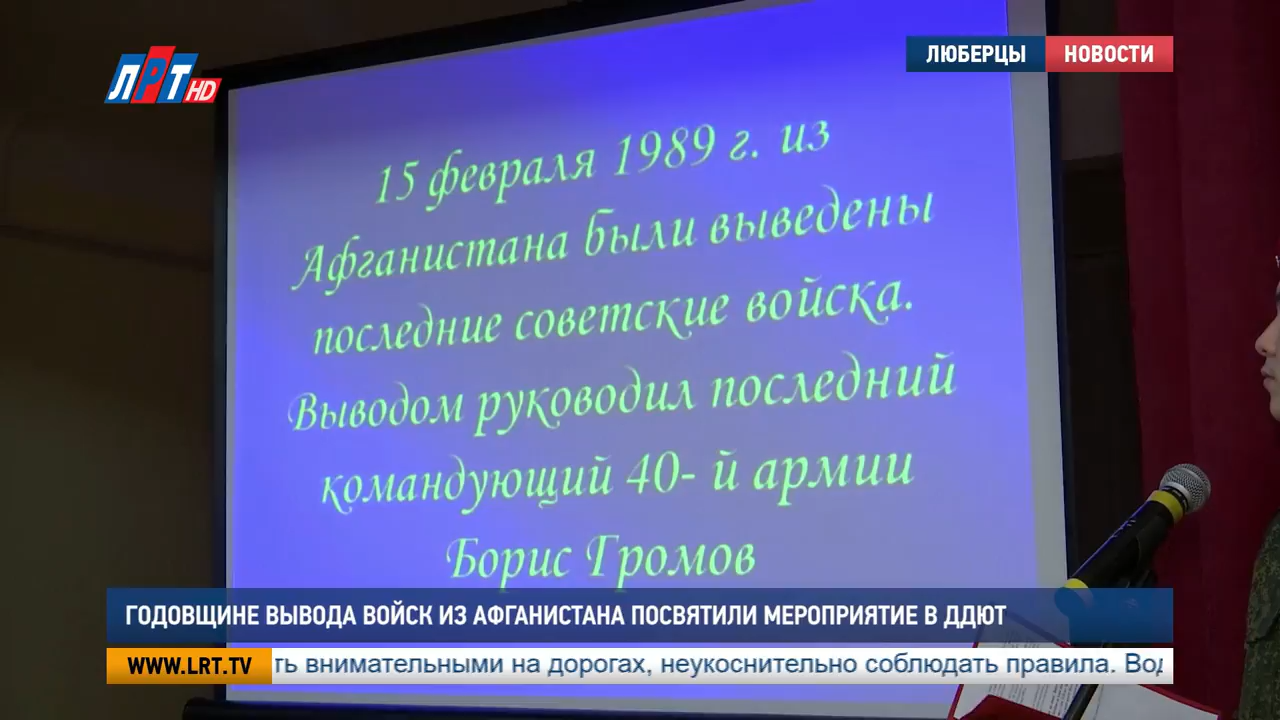 ЛРТ HD
ЛЮБЕРЦЫ НОВОСТИ
15 февраля 1989 г. из
Афганистана были выведены
последние советские войска.
Выводом руководил последний
командующий 40- й армии
Борис Громов
ГОДОВЩИНЕ ВЫВОДА ВОЙСК ИЗ АФГАНИСТАНА ПОСВЯТИЛИ МЕРОПРИЯТИЕ В ДДЮТ
WWW.LRT.TV ть внимательными на дорогах, неукоснительно соблюдать правила. Вод